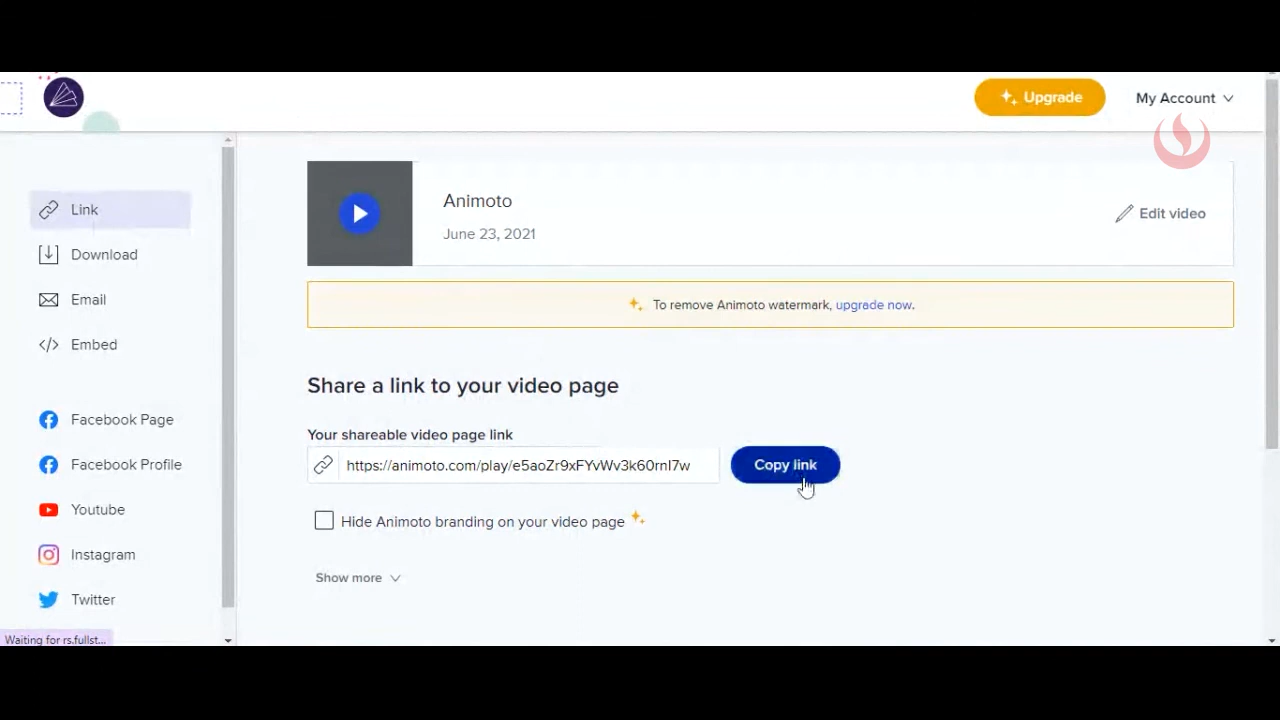 Upgrade
My Account
Link
Download
Email
Embed
Facebook Page
Facebook Profile
Youtube
Instagram
Twitter
Waiting for rs.fullst...
Animoto
June 23, 2021
Edit video
To remove Animoto watermark, upgrade now.
Share a link to your video page
Your shareable video page link
https://animoto.com/play/e5aoZr9xFYvWv3k60rnI7w
Copy link
Hide Animoto branding on your video page
Show more